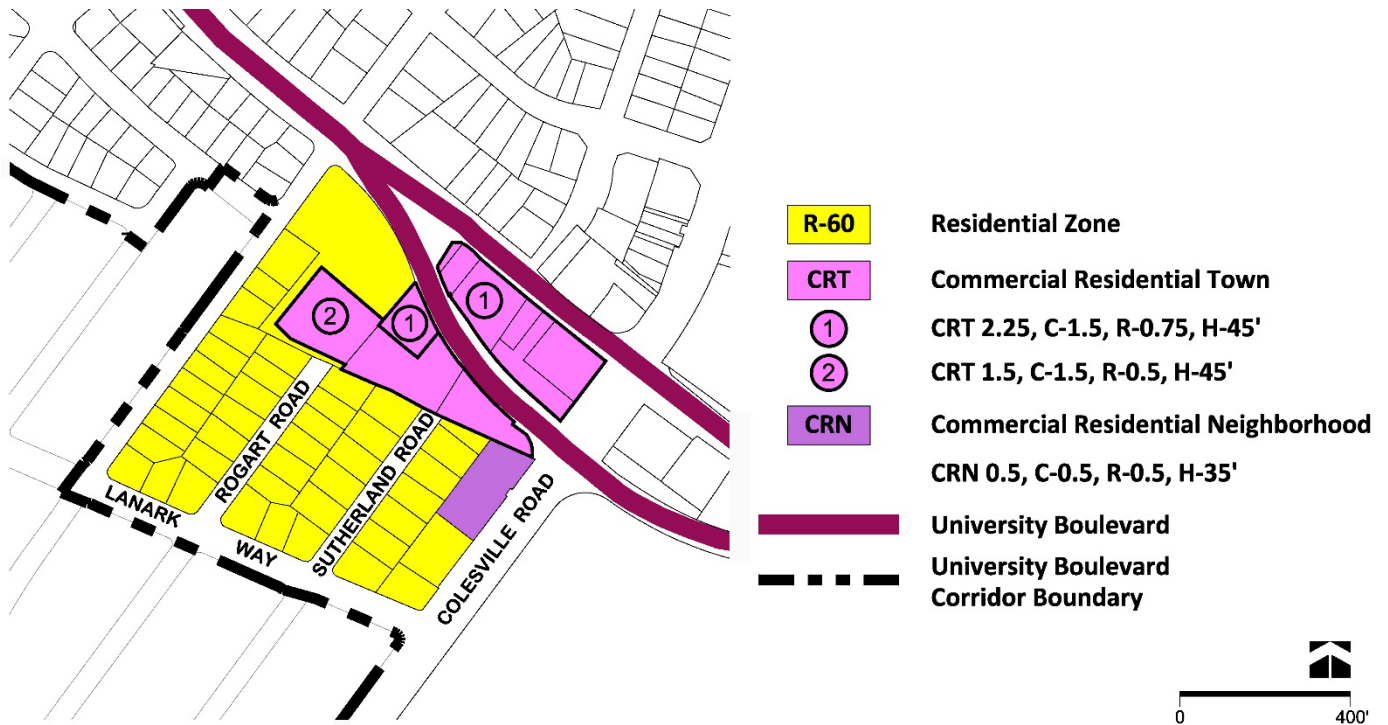 2
1
1
ROGART ROAD
SUTHERLAND ROAD
LANARK
WAY
COLESVILLE ROAD
R-60 Residential Zone
CRT Commercial Residential Town
1 CRT 2.25, C-1.5, R-0.75, H-45'
2 CRT 1.5, C-1.5, R-0.5, H-45'
CRN Commercial Residential Neighborhood
CRN 0.5, C-0.5, R-0.5, H-35'
University Boulevard
University Boulevard
Corridor Boundary
0 400'